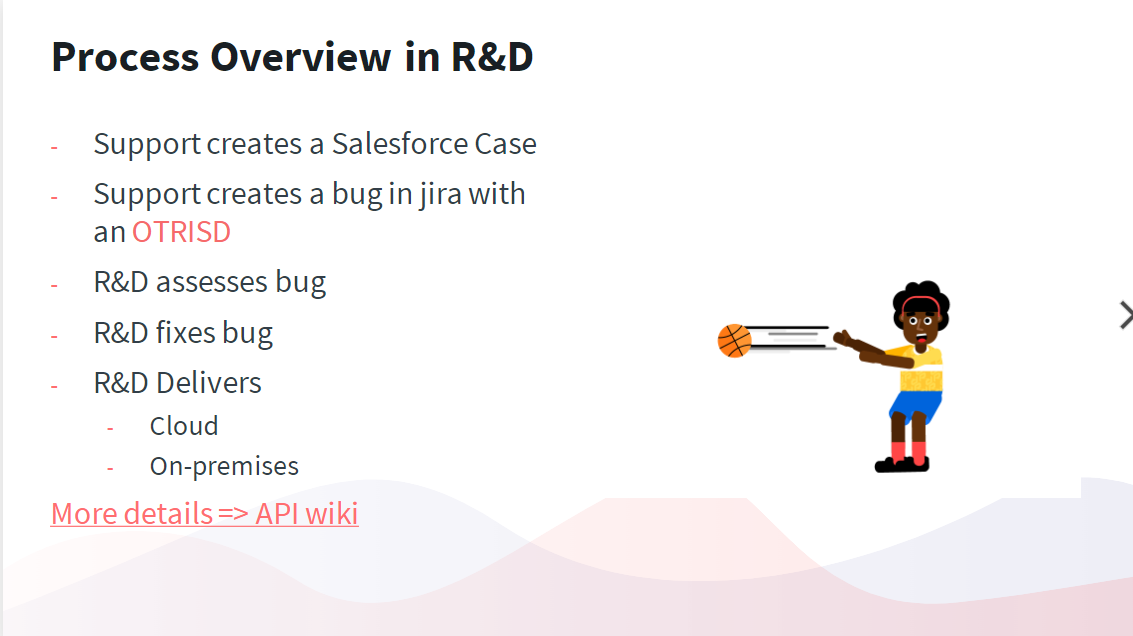 Process Overview in R&D
- Support creates a Salesforce Case
- Support creates a bug in jira with
an OTRISD
- R&D assesses bug
- R&D fixes bug
- R&D Delivers
- Cloud
- On-premises
More details => API wiki